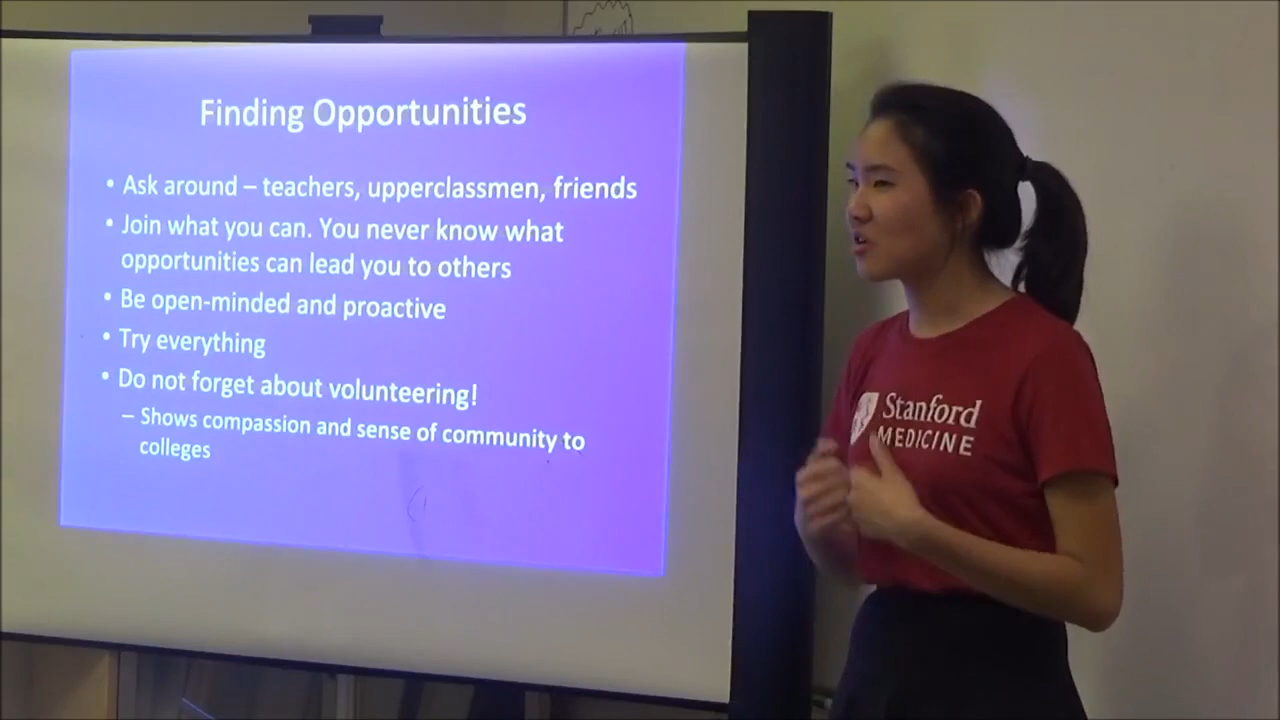 Finding Opportunities
• Ask around – teachers, upperclassmen, friends
• Join what you can. You never know what
opportunities can lead you to others
• Be open-minded and proactive
• Try everything
• Do not forget about volunteering!
– Shows compassion and sense of community to
colleges
Stanford
MEDICINE